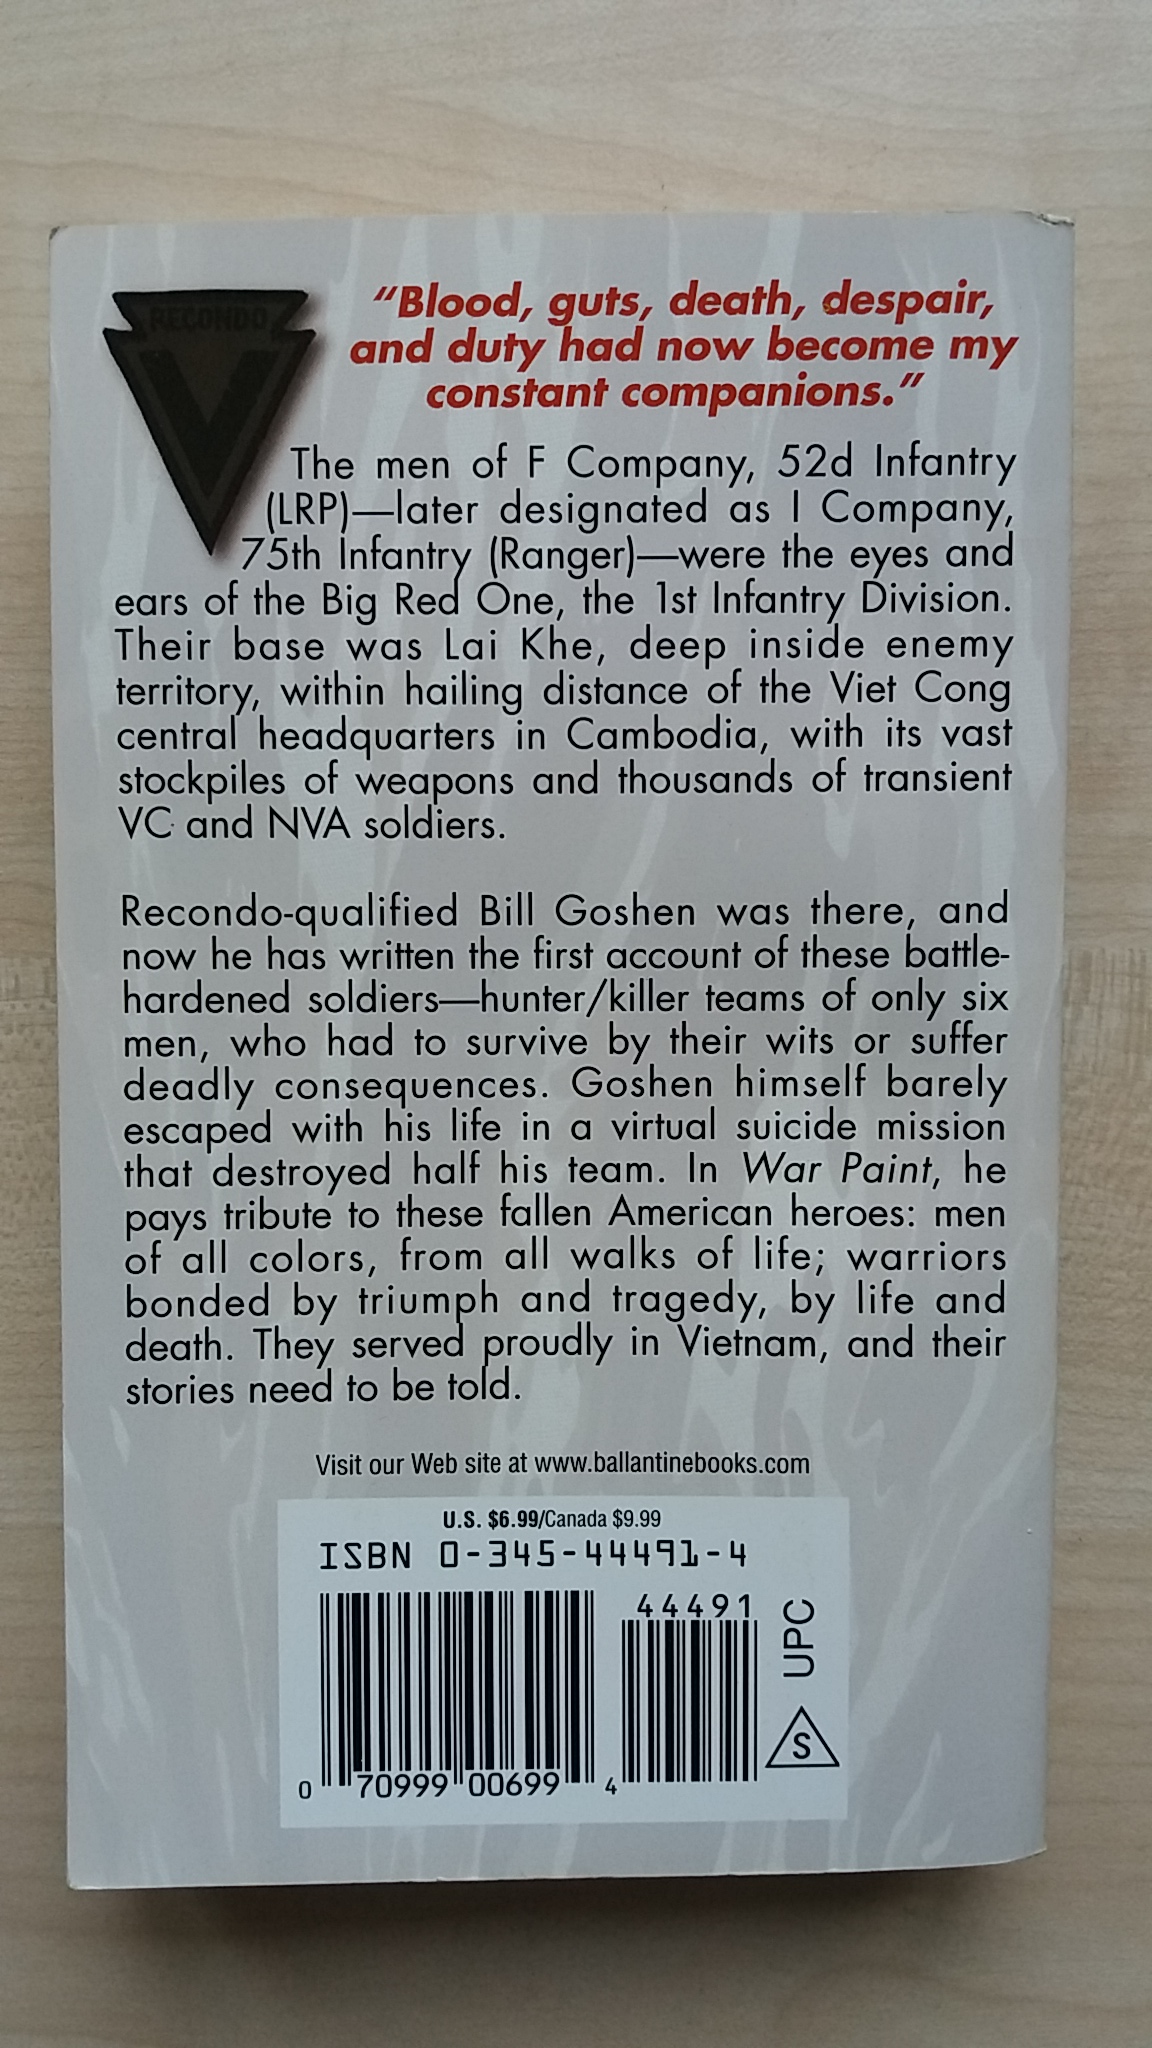 RECONDO
"Blood, guts, death, despair,
and duty had now become my
constant companions."
The men of F Company, 52d Infantry
(LRP)—later designated as I Company,
75th Infantry (Ranger)—were the eyes and
ears of the Big Red One, the 1st Infantry Division.
Their base was Lai Khe, deep inside enemy
territory, within hailing distance of the Viet Cong
central headquarters in Cambodia, with its vast
stockpiles of weapons and thousands of transient
VC and NVA soldiers.
Recondo-qualified Bill Goshen was there, and
now he has written the first account of these battle-
hardened soldiers—hunter/killer teams of only six
men, who had to survive by their wits or suffer
deadly consequences. Goshen himself barely
escaped with his life in a virtual suicide mission
that destroyed half his team. In War Paint, he
pays tribute to these fallen American heroes: men
of all colors, from all walks of life; warriors
bonded by triumph and tragedy, by life and
death. They served proudly in Vietnam, and their
stories need to be told.
Visit our Web site at www.ballantinebooks.com
U.S. $6.99/Canada $9.99
ISBN 0-345-44491-4
44491
UPC
S
0 70999 00699 4